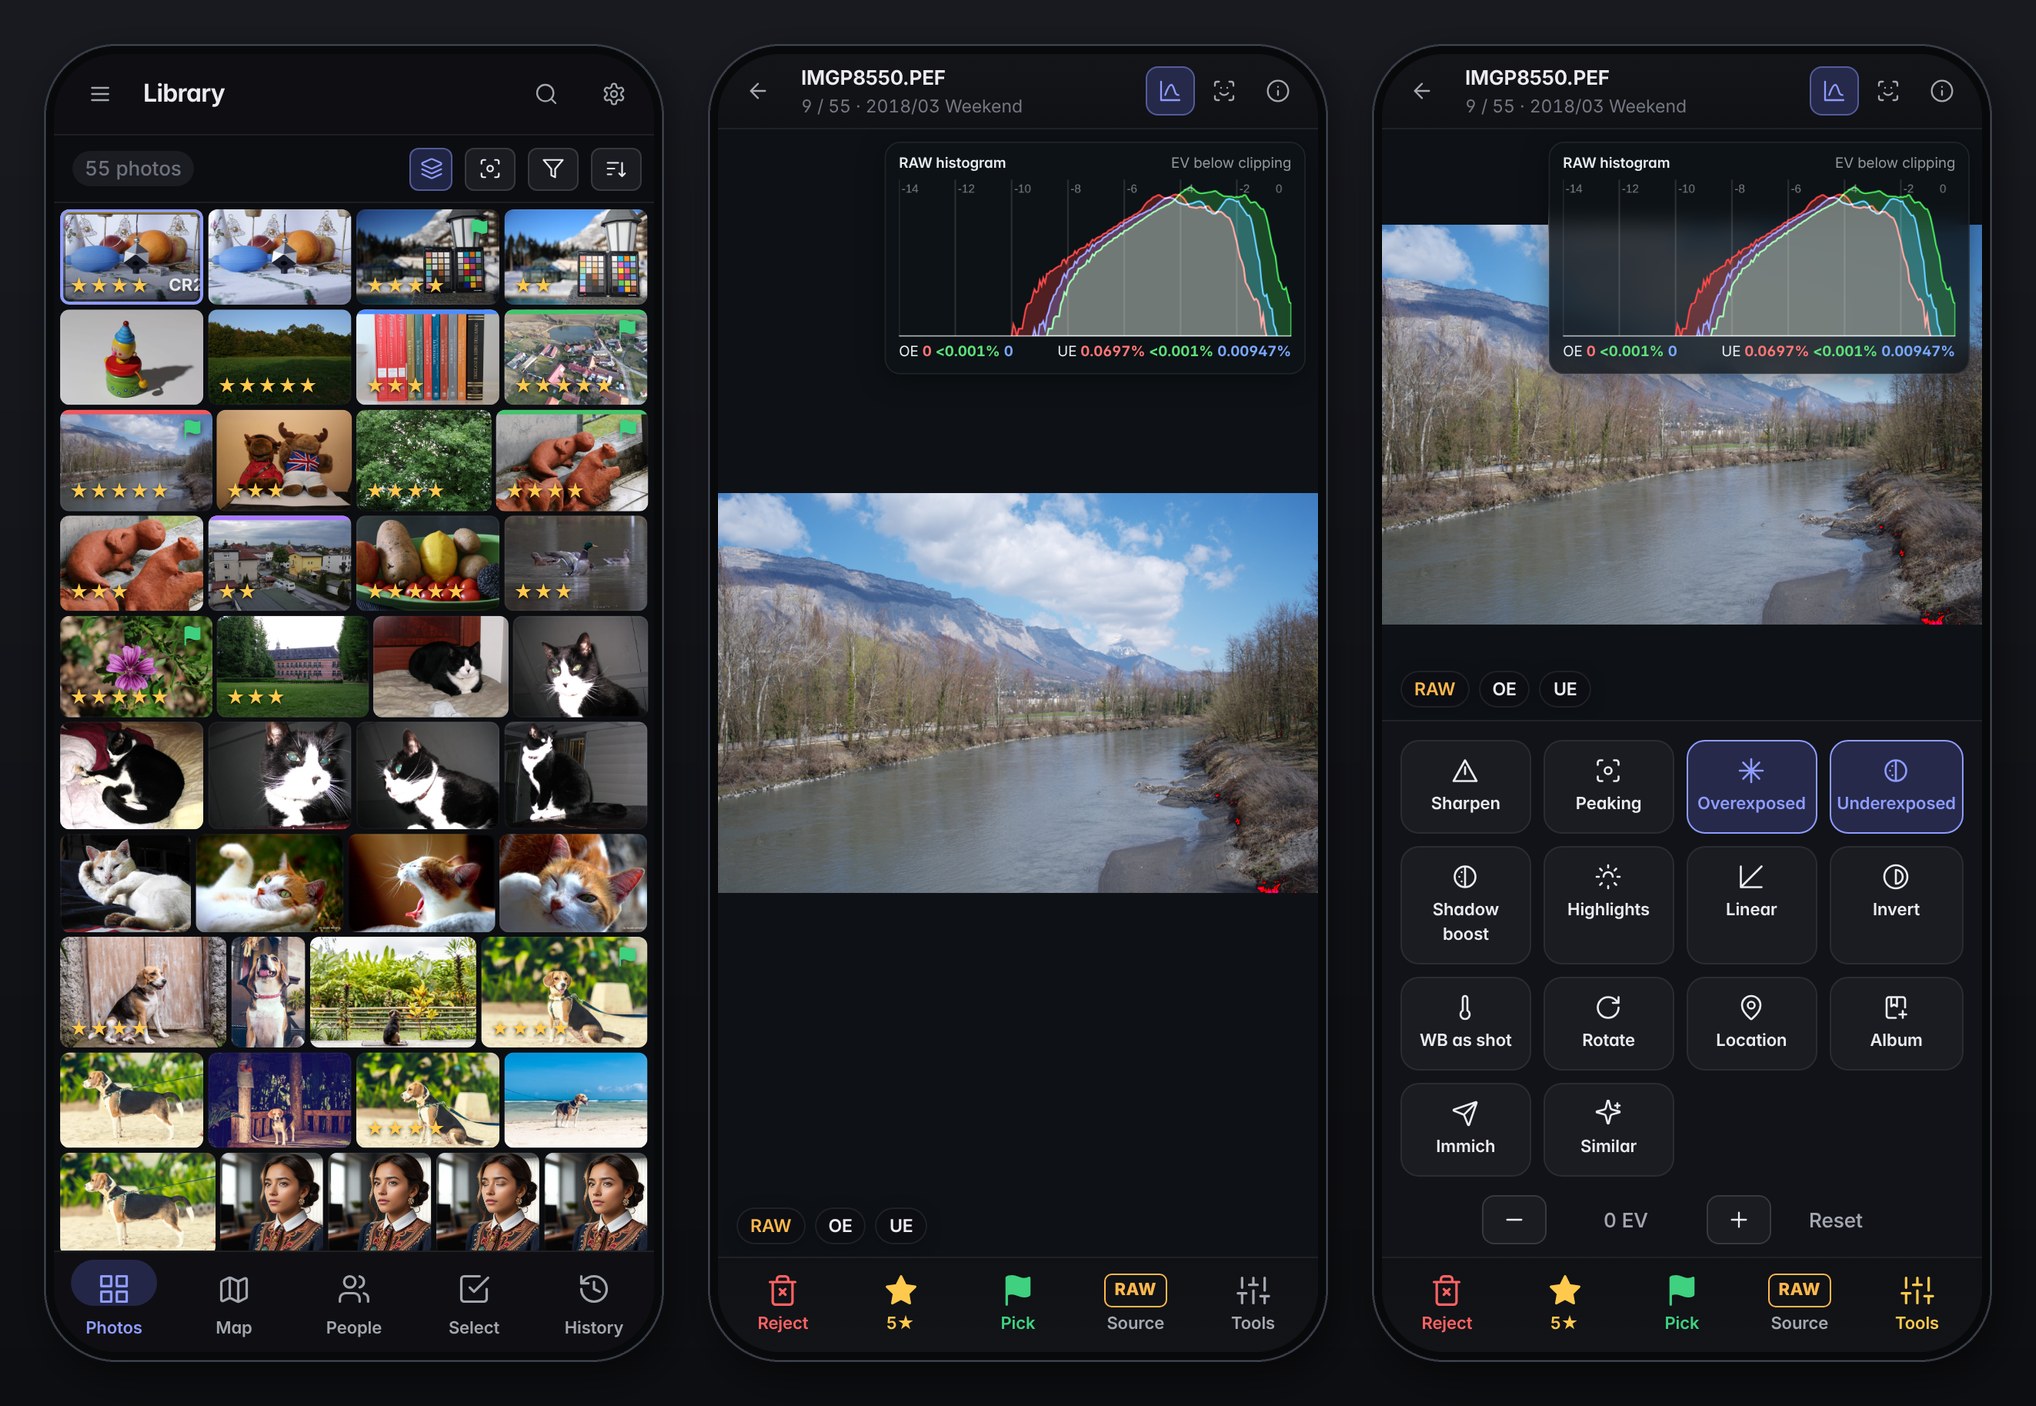 Library
55 photos
CR2
Photos
Map
People
Select
History
IMGP8550.PEF
9 / 55 · 2018/03 Weekend
RAW histogram
EV below clipping
-14 -12 -10 -8 -6 -4 -2 0
OE 0 <0.001% 0
UE 0.0697% <0.001% 0.00947%
RAW
OE
UE
Reject
5★
Pick
RAW
Source
Tools
IMGP8550.PEF
9 / 55 · 2018/03 Weekend
RAW histogram
EV below clipping
-14 -12 -10 -8 -6 -4 -2 0
OE 0 <0.001% 0
UE 0.0697% <0.001% 0.00947%
RAW
OE
UE
Sharpen
Peaking
Overexposed
Underexposed
Shadow
boost
Highlights
Linear
Invert
WB as shot
Rotate
Location
Album
Immich
Similar
0 EV
Reset
Reject
5★
Pick
RAW
Source
Tools